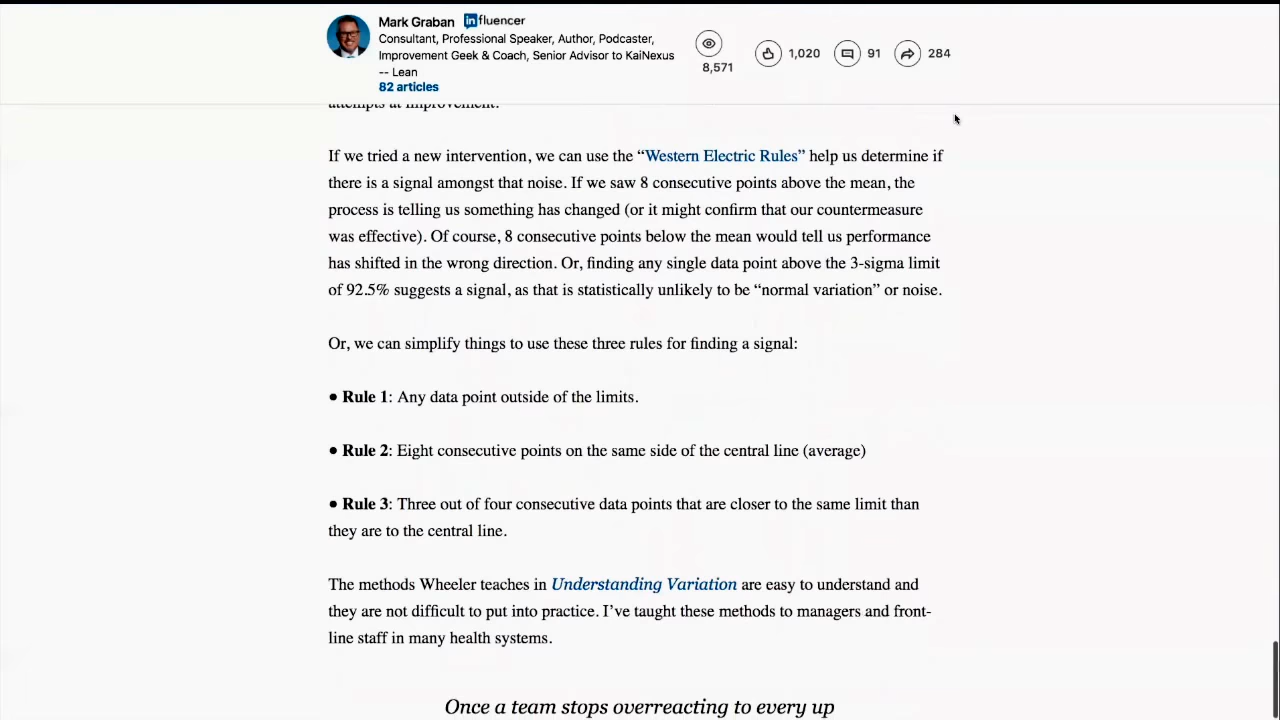 Mark Graban influencer
Consultant, Professional Speaker, Author, Podcaster,
Improvement Geek & Coach, Senior Advisor to KaiNexus
-- Lean
82 articles
8,571
1,020
91
284
attempts at improvement.
If we tried a new intervention, we can use the “Western Electric Rules” help us determine if
there is a signal amongst that noise. If we saw 8 consecutive points above the mean, the
process is telling us something has changed (or it might confirm that our countermeasure
was effective). Of course, 8 consecutive points below the mean would tell us performance
has shifted in the wrong direction. Or, finding any single data point above the 3-sigma limit
of 92.5% suggests a signal, as that is statistically unlikely to be “normal variation” or noise.
Or, we can simplify things to use these three rules for finding a signal:
● Rule 1: Any data point outside of the limits.
● Rule 2: Eight consecutive points on the same side of the central line (average)
● Rule 3: Three out of four consecutive data points that are closer to the same limit than
they are to the central line.
The methods Wheeler teaches in Understanding Variation are easy to understand and
they are not difficult to put into practice. I’ve taught these methods to managers and front-
line staff in many health systems.
Once a team stops overreacting to every up